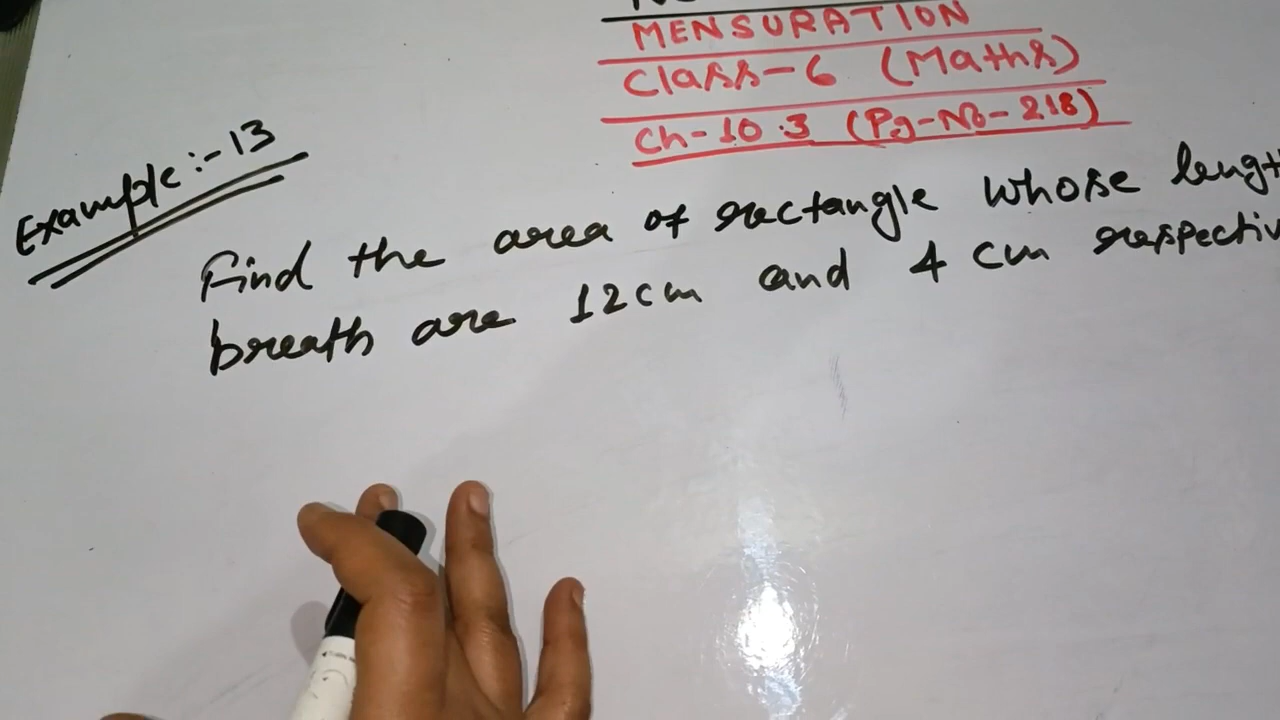 MENSURATION
Class-6 (Maths)
Ch-10.3 (Pg-No-218)
Example:-13
Find the area of rectangle whose lengt
breath are 12cm and 4 cm respectiv